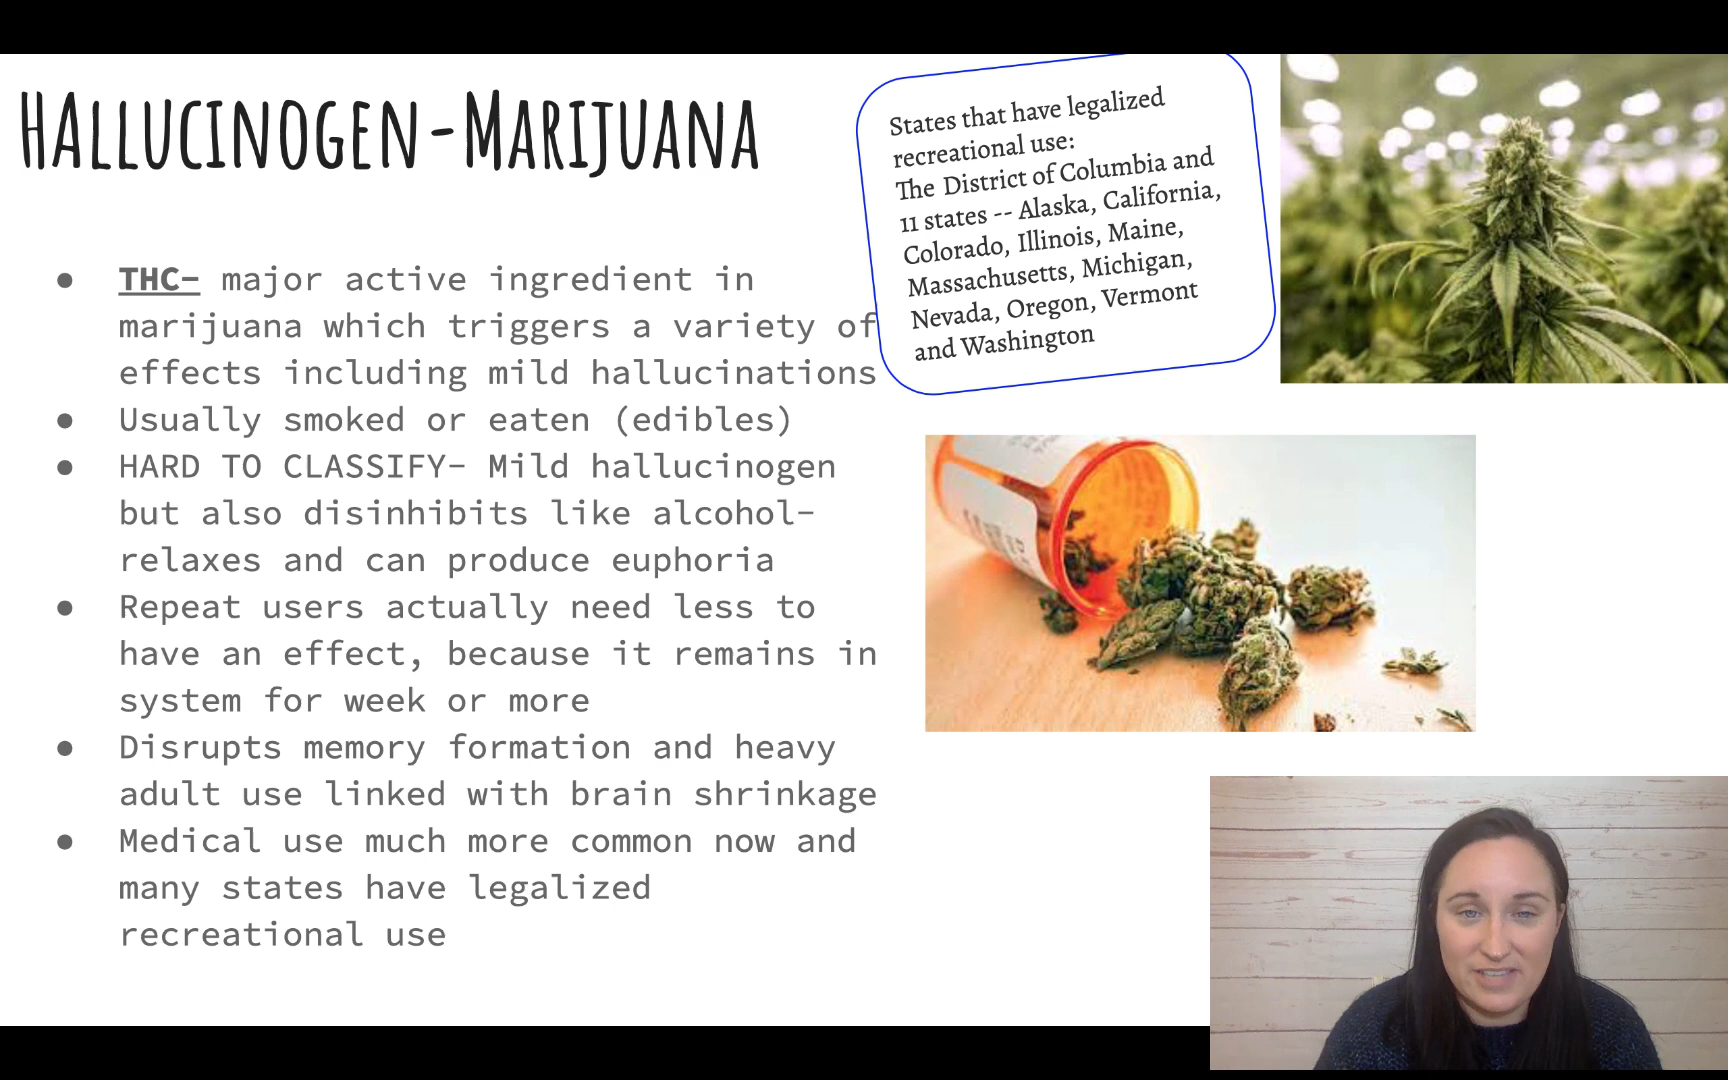 HALLUCINOGEN-MARIJUANA
● THC- major active ingredient in
marijuana which triggers a variety of
effects including mild hallucinations
● Usually smoked or eaten (edibles)
● HARD TO CLASSIFY- Mild hallucinogen
but also disinhibits like alcohol-
relaxes and can produce euphoria
● Repeat users actually need less to
have an effect, because it remains in
system for week or more
● Disrupts memory formation and heavy
adult use linked with brain shrinkage
● Medical use much more common now and
many states have legalized
recreational use
States that have legalized
recreational use:
The District of Columbia and
11 states -- Alaska, California,
Colorado, Illinois, Maine,
Massachusetts, Michigan,
Nevada, Oregon, Vermont
and Washington